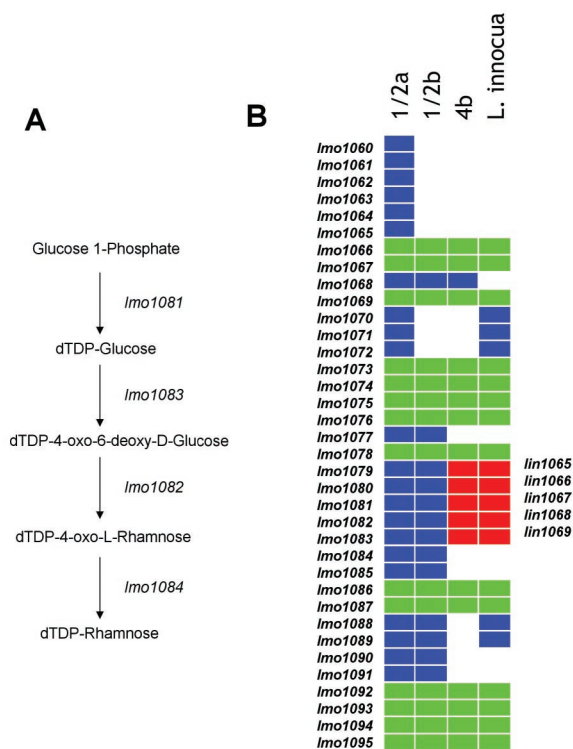 A
Glucose 1-Phosphate
lmo1081
dTDP-Glucose
lmo1083
dTDP-4-oxo-6-deoxy-D-Glucose
lmo1082
dTDP-4-oxo-L-Rhamnose
lmo1084
dTDP-Rhamnose
B
1/2a
1/2b
4b
L. innocua
lmo1060
lmo1061
lmo1062
lmo1063
lmo1064
lmo1065
lmo1066
lmo1067
lmo1068
lmo1069
lmo1070
lmo1071
lmo1072
lmo1073
lmo1074
lmo1075
lmo1076
lmo1077
lmo1078
lmo1079
lmo1080
lmo1081
lmo1082
lmo1083
lmo1084
lmo1085
lmo1086
lmo1087
lmo1088
lmo1089
lmo1090
lmo1091
lmo1092
lmo1093
lmo1094
lmo1095
lin1065
lin1066
lin1067
lin1068
lin1069